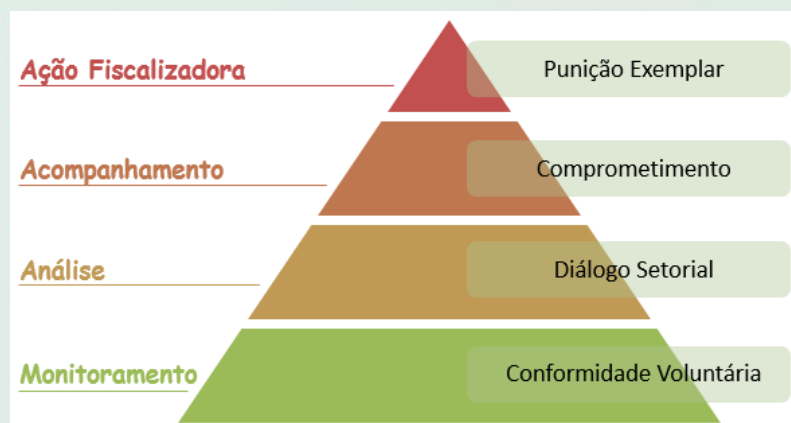 Ação Fiscalizadora
Punição Exemplar
Acompanhamento
Comprometimento
Análise
Diálogo Setorial
Monitoramento
Conformidade Voluntária